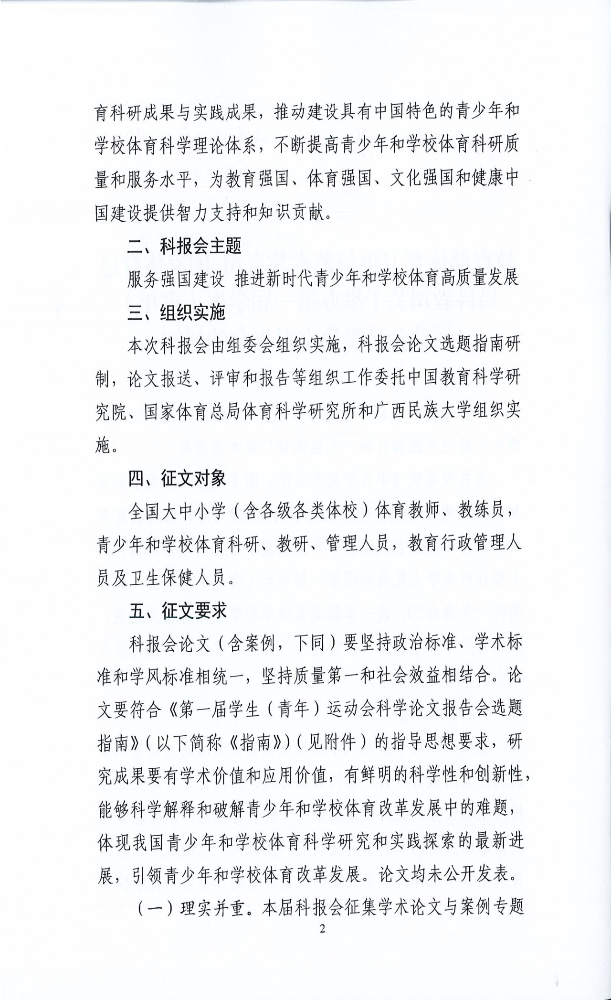 育科研成果与实践成果，推动建设具有中国特色的青少年和
学校体育科学理论体系，不断提高青少年和学校体育科研质
量和服务水平，为教育强国、体育强国、文化强国和健康中
国建设提供智力支持和知识贡献。
二、科报会主题
服务强国建设 推进新时代青少年和学校体育高质量发展
三、组织实施
本次科报会由组委会组织实施，科报会论文选题指南研
制，论文报送、评审和报告等组织工作委托中国教育科学研
究院、国家体育总局体育科学研究所和广西民族大学组织实
施。
四、征文对象
全国大中小学（含各级各类体校）体育教师、教练员，
青少年和学校体育科研、教研、管理人员，教育行政管理人
员及卫生保健人员。
五、征文要求
科报会论文（含案例，下同）要坚持政治标准、学术标
准和学风标准相统一，坚持质量第一和社会效益相结合。论
文要符合《第一届学生（青年）运动会科学论文报告会选题
指南》（以下简称《指南》）（见附件）的指导思想要求，研
究成果要有学术价值和应用价值，有鲜明的科学性和创新性，
能够科学解释和破解青少年和学校体育改革发展中的难题，
体现我国青少年和学校体育科学研究和实践探索的最新进
展，引领青少年和学校体育改革发展。论文均未公开发表。
（一）理实并重。本届科报会征集学术论文与案例专题
2